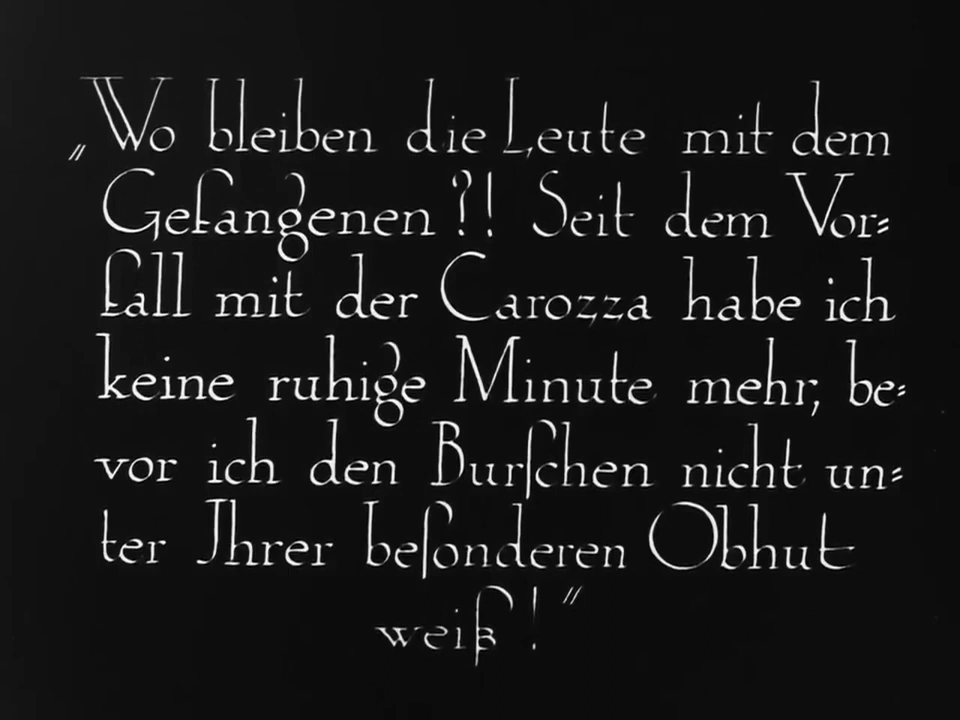 „Wo bleiben die Leute mit dem
Gefangenen?! Seit dem Vor=
fall mit der Carozza habe ich
keine ruhige Minute mehr, be=
vor ich den Burſchen nicht un=
ter Ihrer beſonderen Obhut
weiß!"